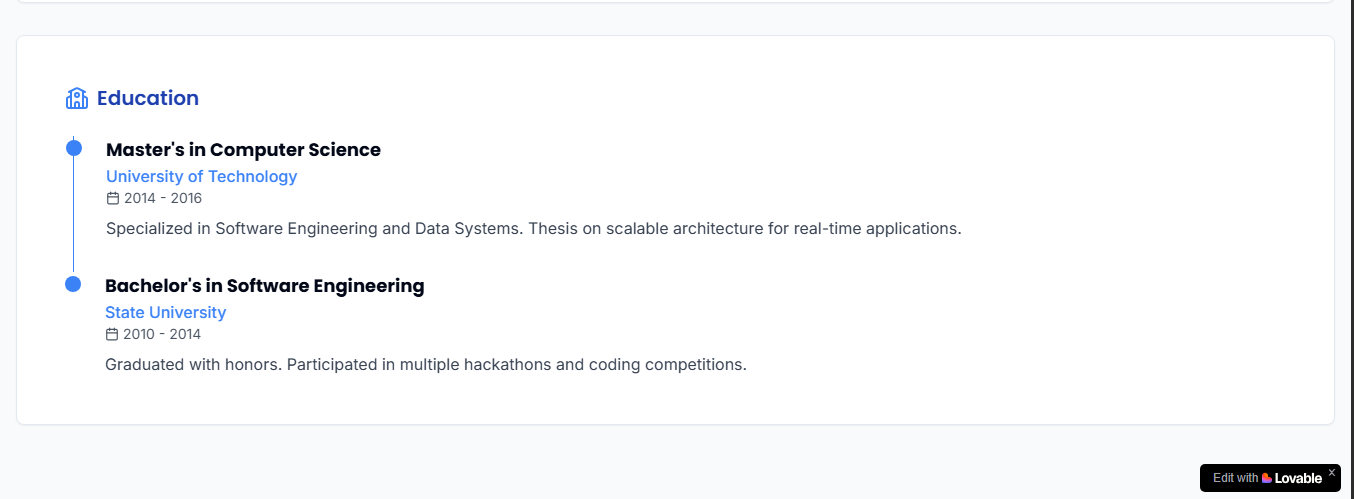 Education
Master's in Computer Science
University of Technology
2014 - 2016
Specialized in Software Engineering and Data Systems. Thesis on scalable architecture for real-time applications.
Bachelor's in Software Engineering
State University
2010 - 2014
Graduated with honors. Participated in multiple hackathons and coding competitions.
Edit with Lovable x